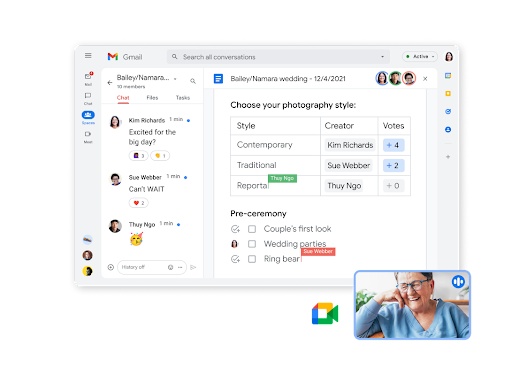 Gmail
Search all conversations
Active
Bailey/Namara...
10 members
Chat Files Tasks
Kim Richards 1 min
Excited for the
big day?
3 1
Sue Webber 1 min
Can't WAIT
2
Thuy Ngo 1 min
History off
Mail
Chat
Spaces
Meet
Bailey/Namara wedding - 12/4/2021
Choose your photography style:
Style Creator Votes
Contemporary Kim Richards + 4
Traditional Sue Webber + 2
Reportal Thuy Ngo + 0
Thuy Ngo
Pre-ceremony
Couple's first look
Wedding parties
Sue Webber
Ring bear